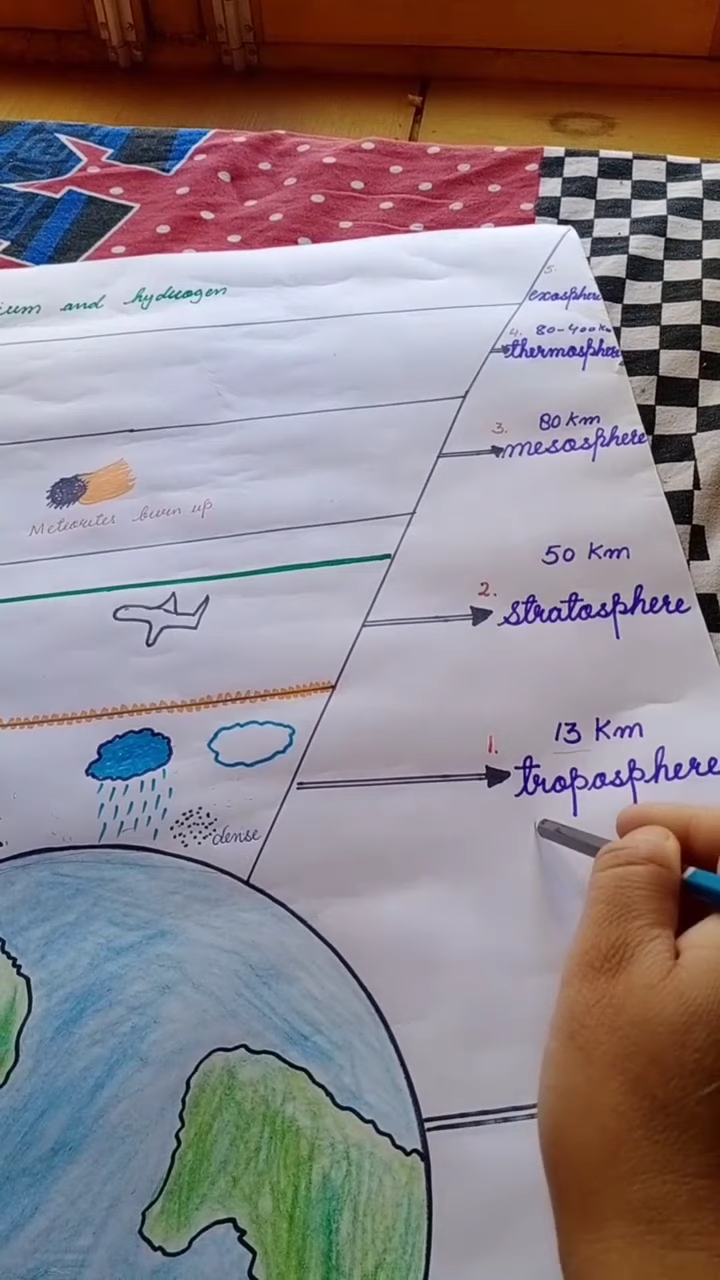 and hydrogen
5.
exosphere
4. 80-400 Km
thermosphere
80 Km
3. mesosphere
Meteorites burn up
50 Km
2. stratosphere
13 Km
1. troposphere
dense